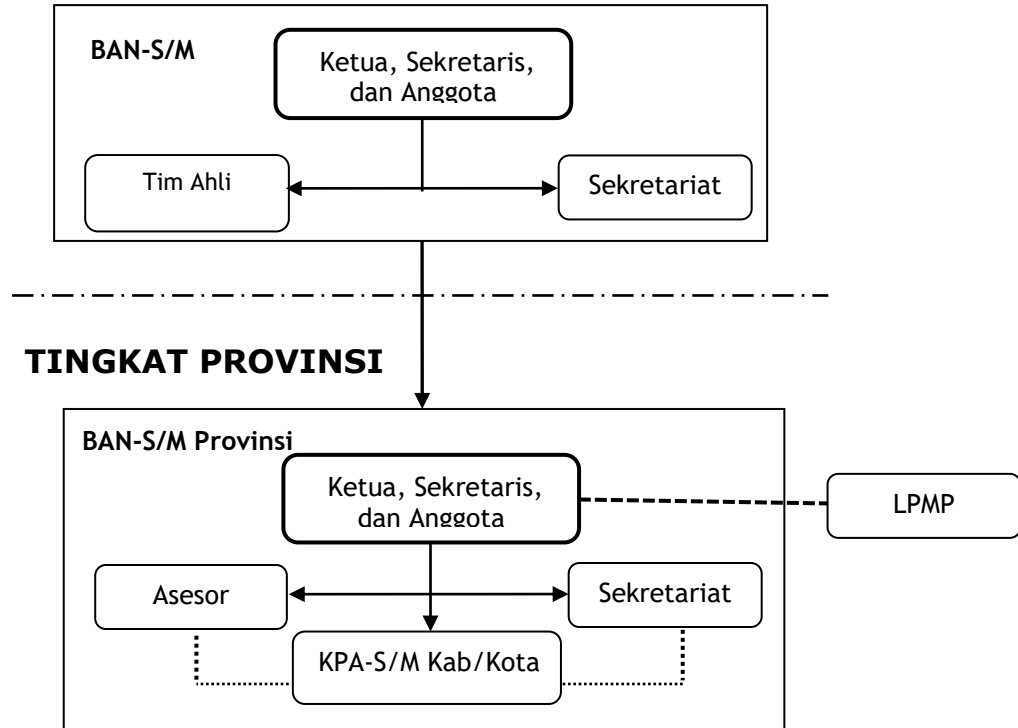 BAN-S/M
Ketua, Sekretaris,
dan Anggota
Tim Ahli
Sekretariat
TINGKAT PROVINSI
BAN-S/M Provinsi
Ketua, Sekretaris,
dan Anggota
LPMP
Asesor
Sekretariat
KPA-S/M Kab/Kota